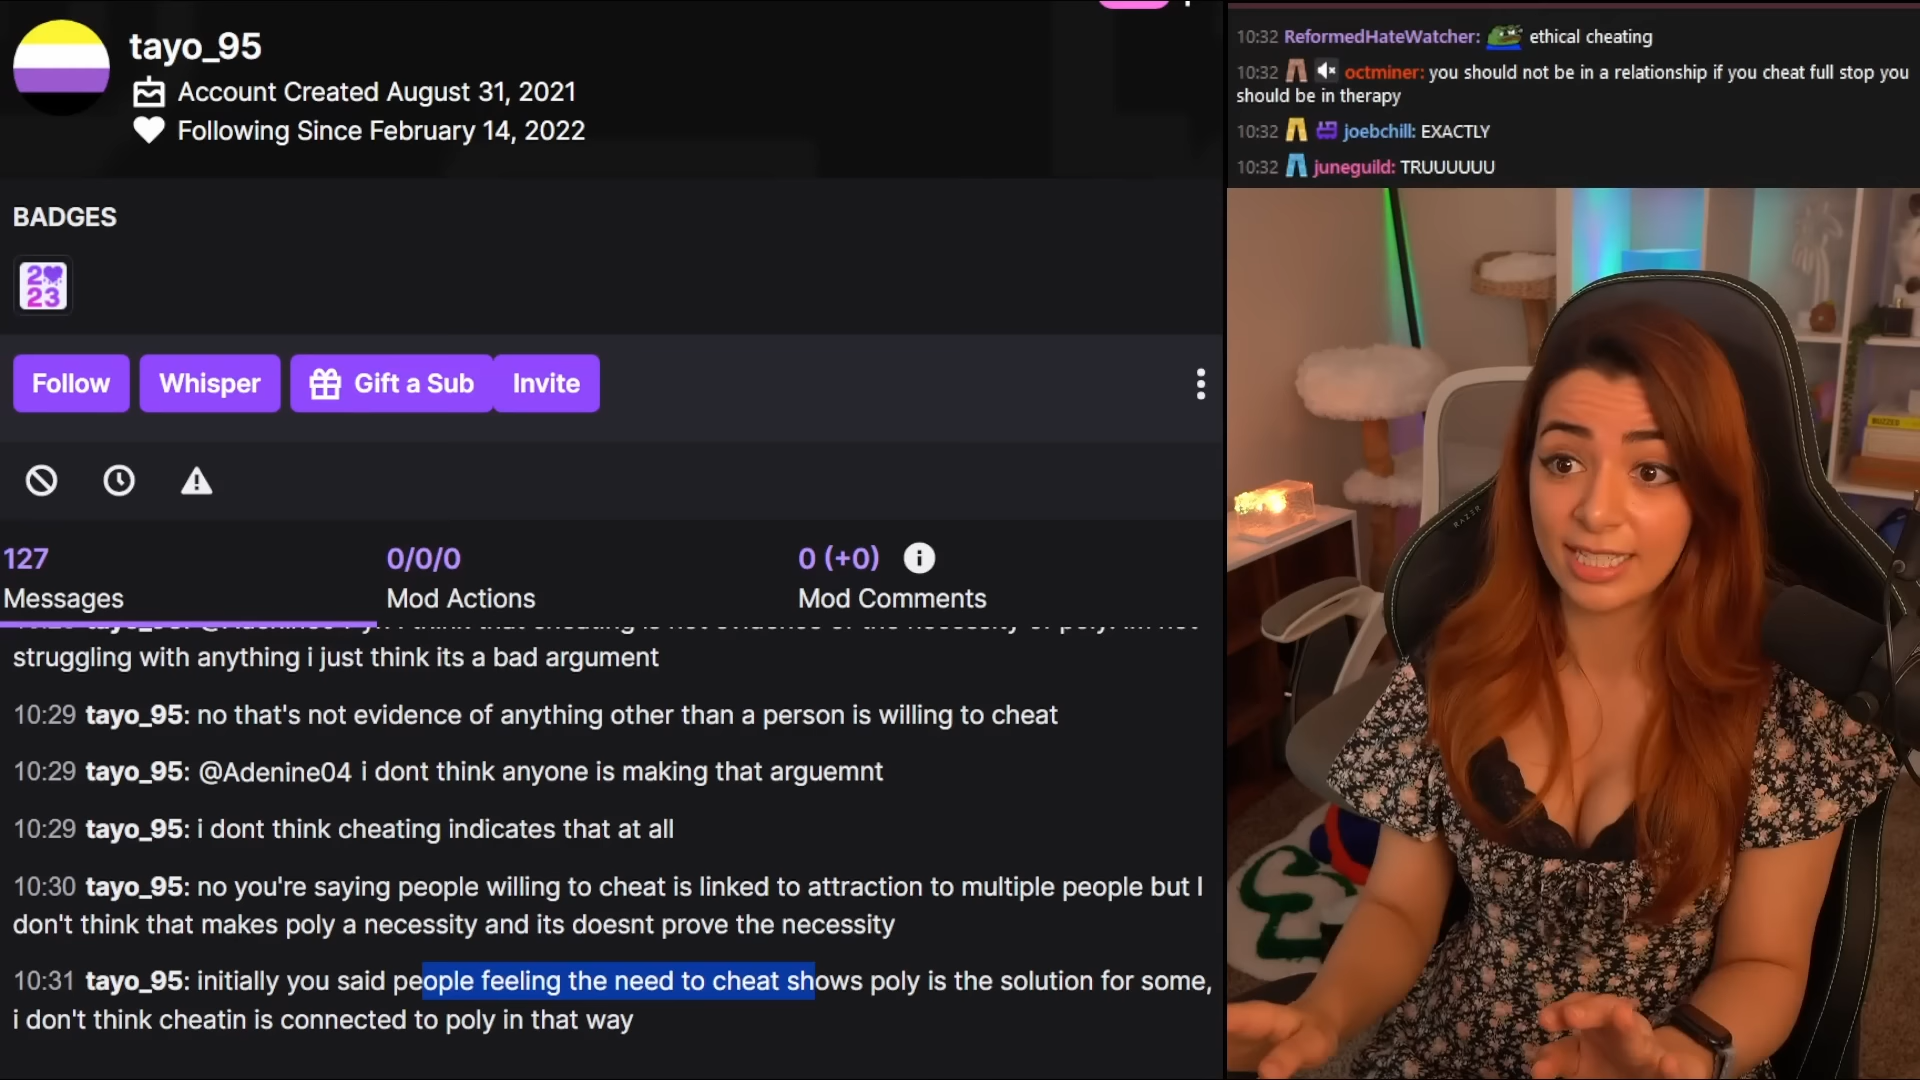 tayo_95
Account Created August 31, 2021
Following Since February 14, 2022
BADGES
2
23
Follow
Whisper
Gift a Sub
Invite
127
Messages
0/0/0
Mod Actions
0 (+0)
Mod Comments
struggling with anything i just think its a bad argument
10:29 tayo_95: no that's not evidence of anything other than a person is willing to cheat
10:29 tayo_95: @Adenine04 i dont think anyone is making that arguemnt
10:29 tayo_95: i dont think cheating indicates that at all
10:30 tayo_95: no you're saying people willing to cheat is linked to attraction to multiple people but I
don't think that makes poly a necessity and its doesnt prove the necessity
10:31 tayo_95: initially you said people feeling the need to cheat shows poly is the solution for some,
i don't think cheatin is connected to poly in that way
10:32 ReformedHateWatcher: ethical cheating
10:32 octminer: you should not be in a relationship if you cheat full stop you
should be in therapy
10:32 joebchill: EXACTLY
10:32 juneguild: TRUUUUUU
RAZER